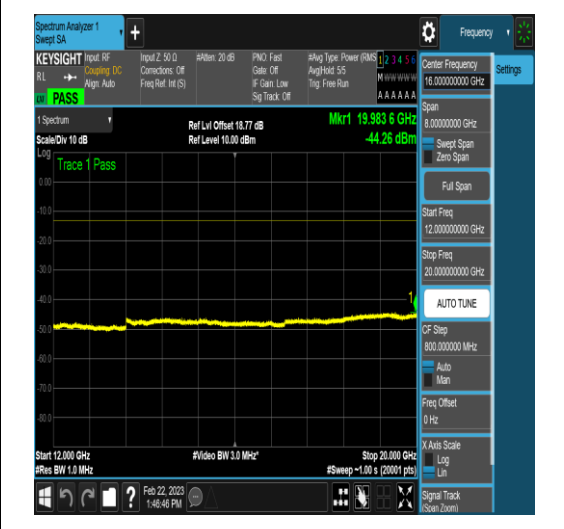 Spectrum Analyzer 1
Swept SA
+
Frequency
KEYSIGHT
RL
PASS
Input: RF
Coupling: DC
Align: Auto
Input Z: 50 Ω
Corrections: Off
Freq Ref: Int (S)
#Atten: 20 dB
PNO: Fast
Gate: Off
IF Gain: Low
Sig Track: Off
#Avg Type: Power (RMS
Avg|Hold: 5/5
Trig: Free Run
1 2 3 4 5 6
M W W W W W
A A A A A A
1 Spectrum
Scale/Div 10 dB
Ref Lvl Offset 18.77 dB
Ref Level 10.00 dBm
Mkr1 19.983 6 GHz
-44.26 dBm
Log
Trace 1 Pass
0.00
-10.0
-20.0
-30.0
-40.0
-50.0
-60.0
-70.0
-80.0
1
Start 12.000 GHz
#Res BW 1.0 MHz
#Video BW 3.0 MHz*
Stop 20.000 GHz
#Sweep ~1.00 s (20001 pts)
?
Feb 22, 2023
1:46:46 PM
Center Frequency
16.000000000 GHz
Settings
Span
8.00000000 GHz
Swept Span
Zero Span
Full Span
Start Freq
12.000000000 GHz
Stop Freq
20.000000000 GHz
AUTO TUNE
CF Step
800.000000 MHz
Auto
Man
Freq Offset
0 Hz
X Axis Scale
Log
Lin
Signal Track
(Span Zoom)